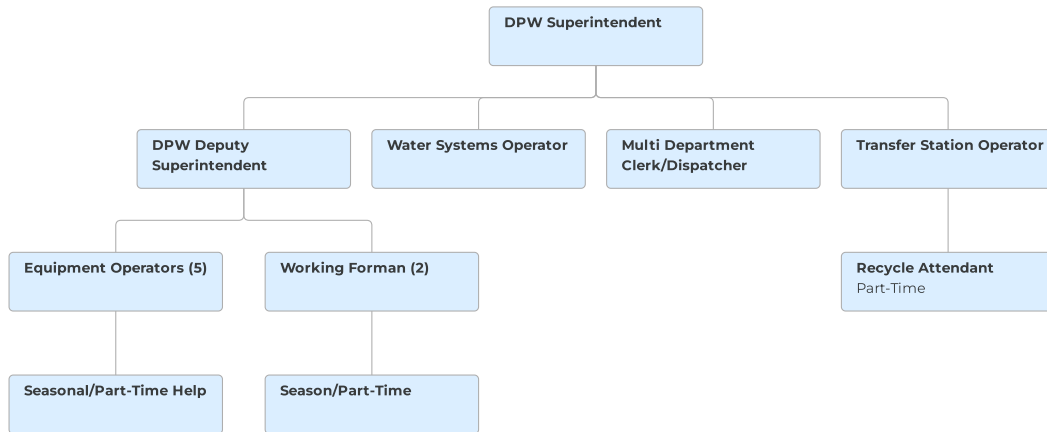 DPW Superintendent
DPW Deputy
Superintendent
Water Systems Operator
Multi Department
Clerk/Dispatcher
Transfer Station Operator
Equipment Operators (5)
Working Forman (2)
Recycle Attendant
Part-Time
Seasonal/Part-Time Help
Season/Part-Time